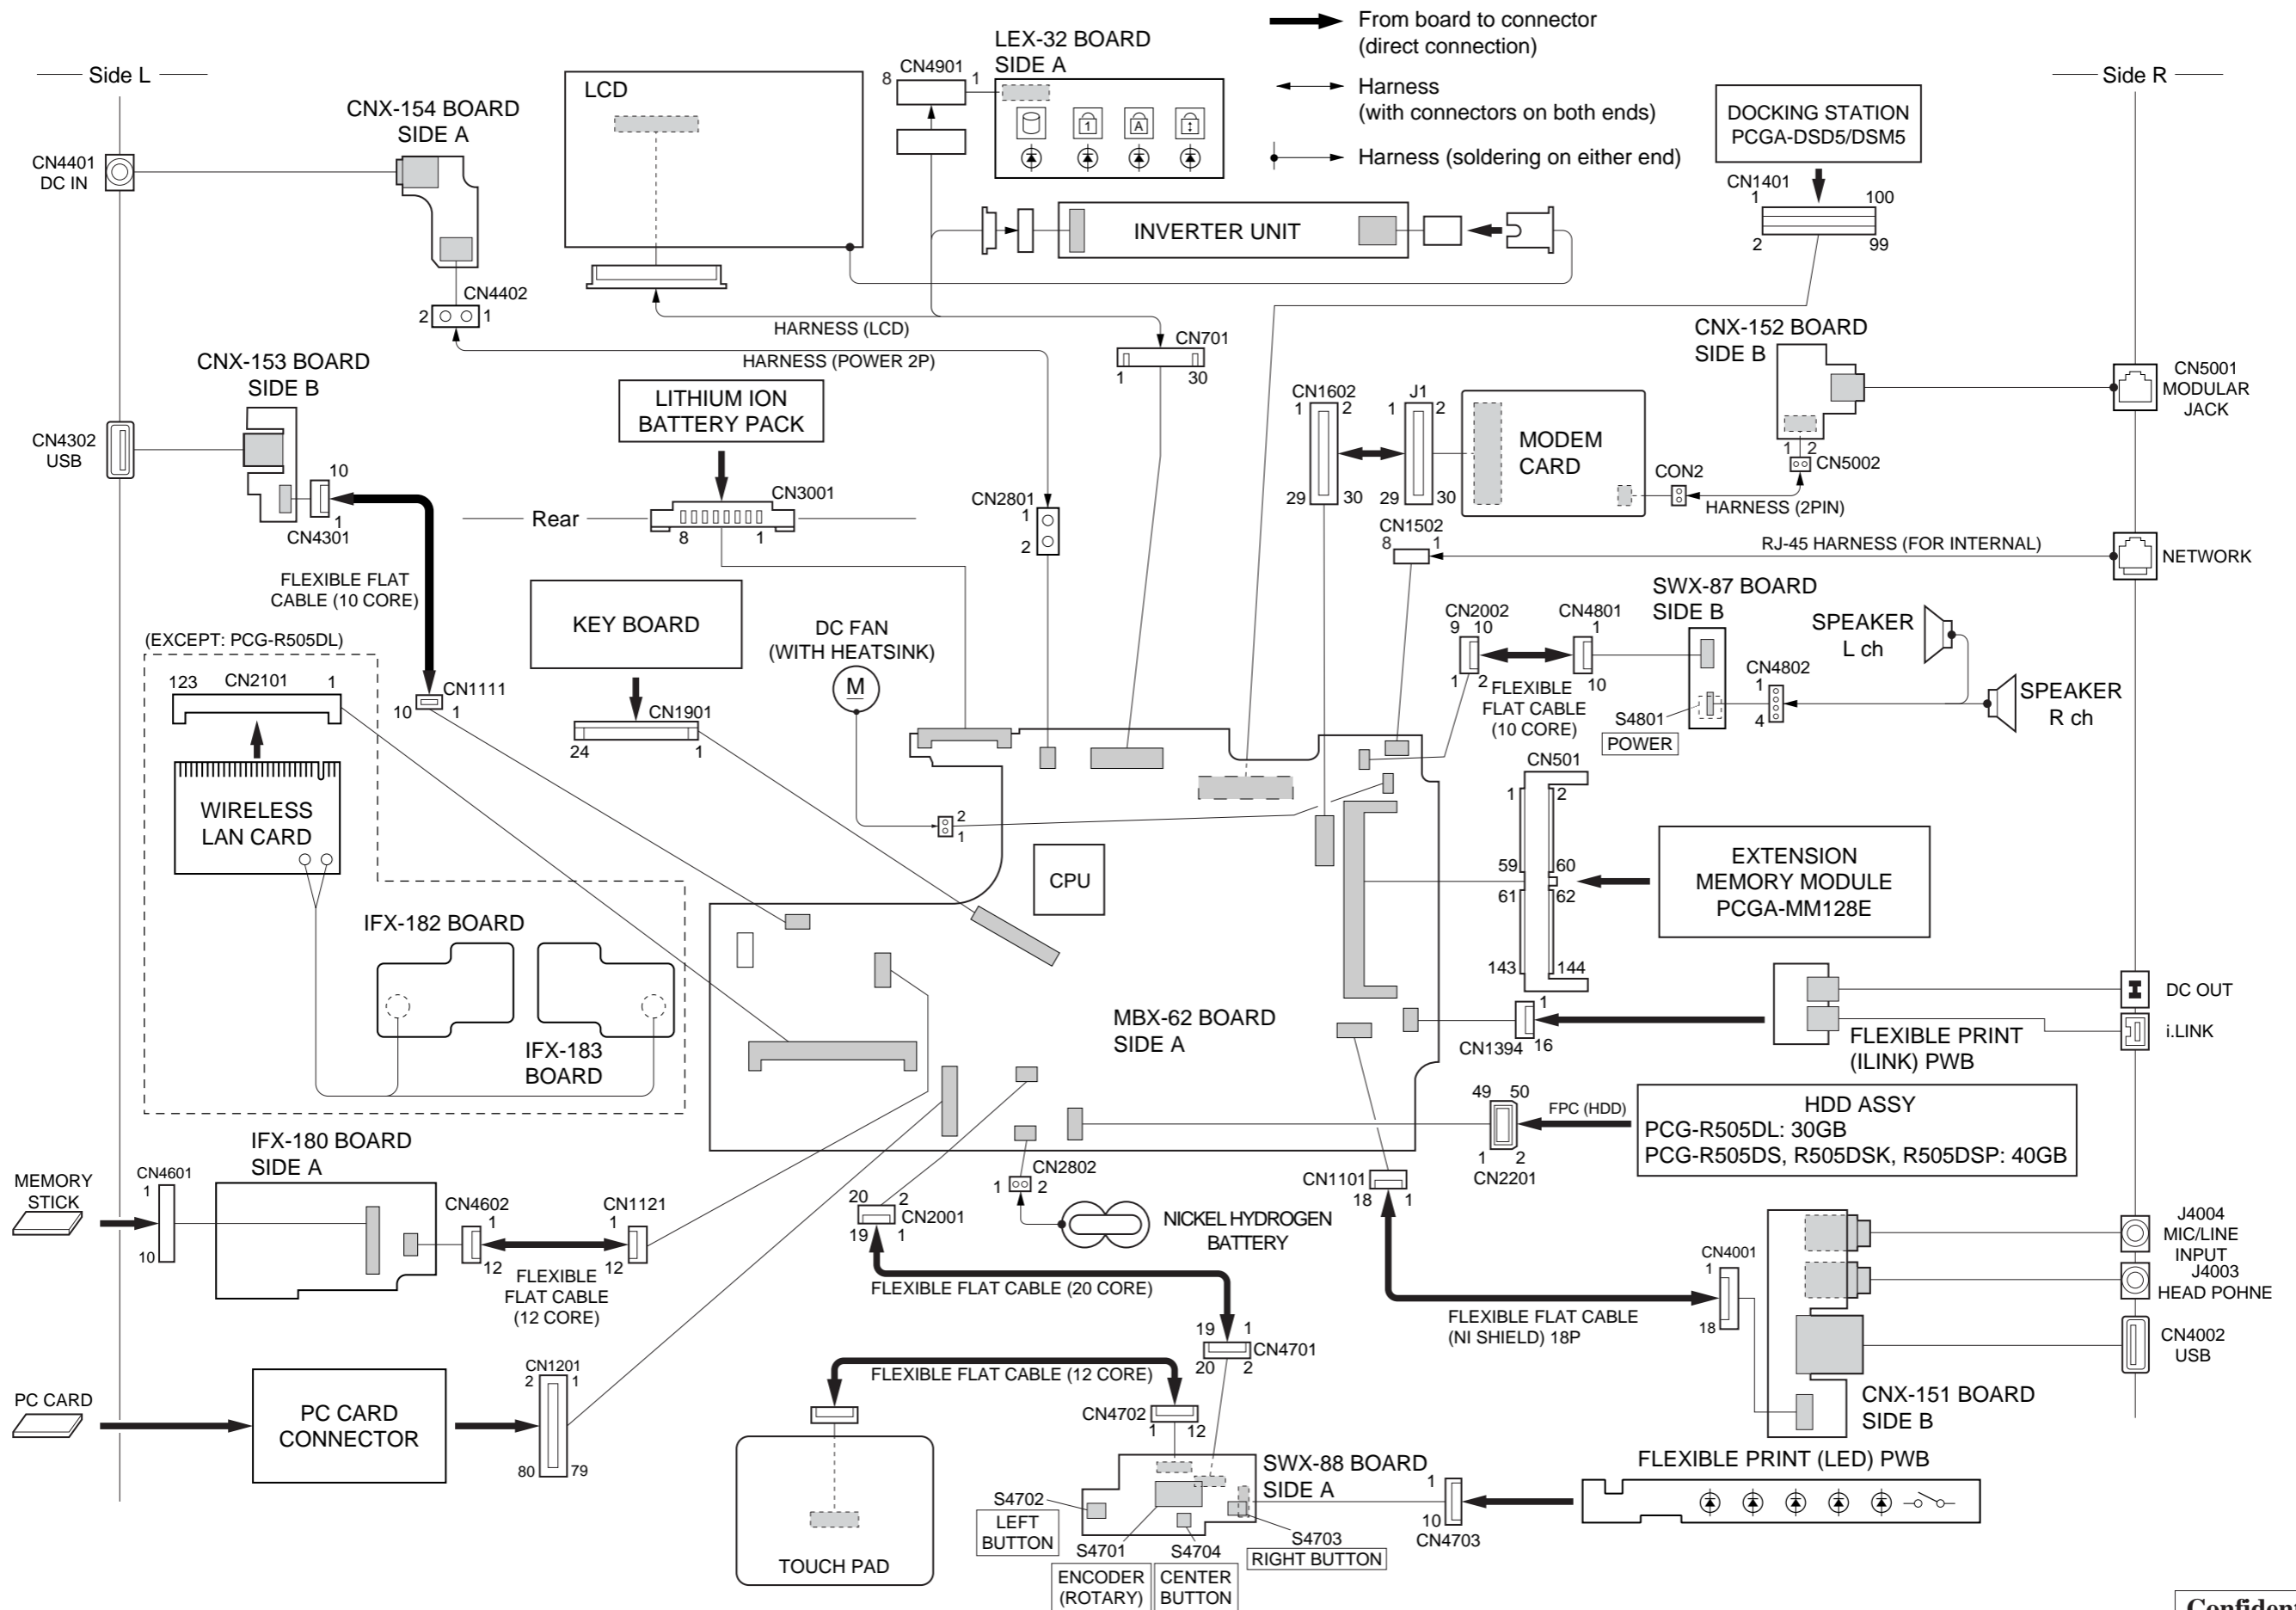 Side L
CN4401
DC IN
CNX-154 BOARD
SIDE A
CN4402
2
1
LCD
CN4901
8
1
LEX-32 BOARD
SIDE A
1
A
From board to connector
(direct connection)
Harness
(with connectors on both ends)
Harness (soldering on either end)
DOCKING STATION
PCGA-DSD5/DSM5
CN1401
1
100
2
99
Side R
INVERTER UNIT
HARNESS (LCD)
HARNESS (POWER 2P)
CN701
1
30
CNX-153 BOARD
SIDE B
CN4302
USB
10
1
CN4301
FLEXIBLE FLAT
CABLE (10 CORE)
LITHIUM ION
BATTERY PACK
CN3001
Rear
8
1
CN2801
1
2
CN1602
1
2
29
30
J1
1
2
29
30
MODEM
CARD
CNX-152 BOARD
SIDE B
1
2
CN5002
CON2
HARNESS (2PIN)
CN5001
MODULAR
JACK
CN1502
8
1
RJ-45 HARNESS (FOR INTERNAL)
NETWORK
(EXCEPT: PCG-R505DL)
123
CN2101
1
CN1111
10
1
WIRELESS
LAN CARD
IFX-182 BOARD
IFX-183
BOARD
KEY BOARD
CN1901
24
1
DC FAN
(WITH HEATSINK)
M
2
1
CPU
MBX-62 BOARD
SIDE A
CN2002
9
10
1
2
CN4801
1
10
FLEXIBLE
FLAT CABLE
(10 CORE)
SWX-87 BOARD
SIDE B
CN4802
1
4
S4801
POWER
SPEAKER
L ch
SPEAKER
R ch
CN501
1
2
59
60
61
62
143
144
EXTENSION
MEMORY MODULE
PCGA-MM128E
1
CN1394
16
FLEXIBLE PRINT
(ILINK) PWB
DC OUT
i.LINK
49
50
FPC (HDD)
1
2
CN2201
HDD ASSY
PCG-R505DL: 30GB
PCG-R505DS, R505DSK, R505DSP: 40GB
IFX-180 BOARD
SIDE A
MEMORY
STICK
CN4601
1
10
CN4602
1
12
CN1121
1
12
FLEXIBLE
FLAT CABLE
(12 CORE)
CN2802
1
2
NICKEL HYDROGEN
BATTERY
20
2
CN2001
19
1
FLEXIBLE FLAT CABLE (20 CORE)
CN1101
18
1
FLEXIBLE FLAT CABLE
(NI SHIELD) 18P
CN4001
1
18
CNX-151 BOARD
SIDE B
J4004
MIC/LINE
INPUT
J4003
HEAD POHNE
CN4002
USB
PC CARD
PC CARD
CONNECTOR
CN1201
2
1
80
79
FLEXIBLE FLAT CABLE (12 CORE)
19
1
CN4701
20
2
CN4702
1
12
TOUCH PAD
SWX-88 BOARD
SIDE A
S4702
LEFT
BUTTON
S4701
ENCODER
(ROTARY)
S4704
CENTER
BUTTON
S4703
RIGHT BUTTON
1
10
CN4703
FLEXIBLE PRINT (LED) PWB